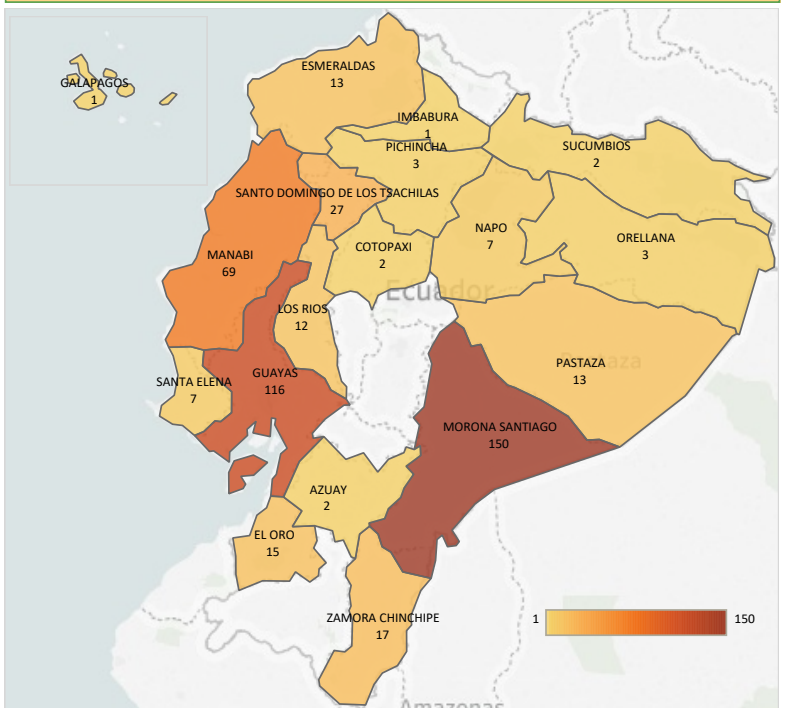 ESMERALDAS
13
GALAPAGOS
1
IMBABURA
1
PICHINCHA
3
SUCUMBIOS
2
SANTO DOMINGO DE LOS TSACHILAS
27
NAPO
7
ORELLANA
3
COTOPAXI
2
MANABI
69
Ecuador
LOS RIOS
12
Pastaza
PASTAZA
13
SANTA ELENA
7
GUAYAS
116
MORONA SANTIAGO
150
AZUAY
2
EL ORO
15
ZAMORA CHINCHIPE
17
1
150
Amazonas